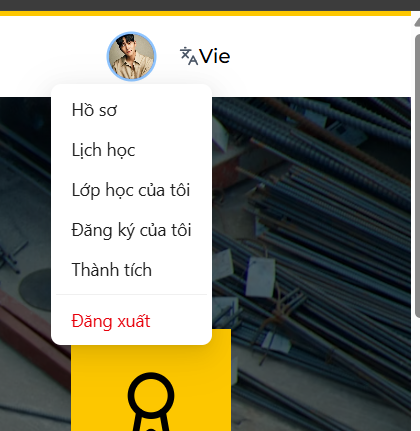 Vie
Hồ sơ
Lịch học
Lớp học của tôi
Đăng ký của tôi
Thành tích
Đăng xuất